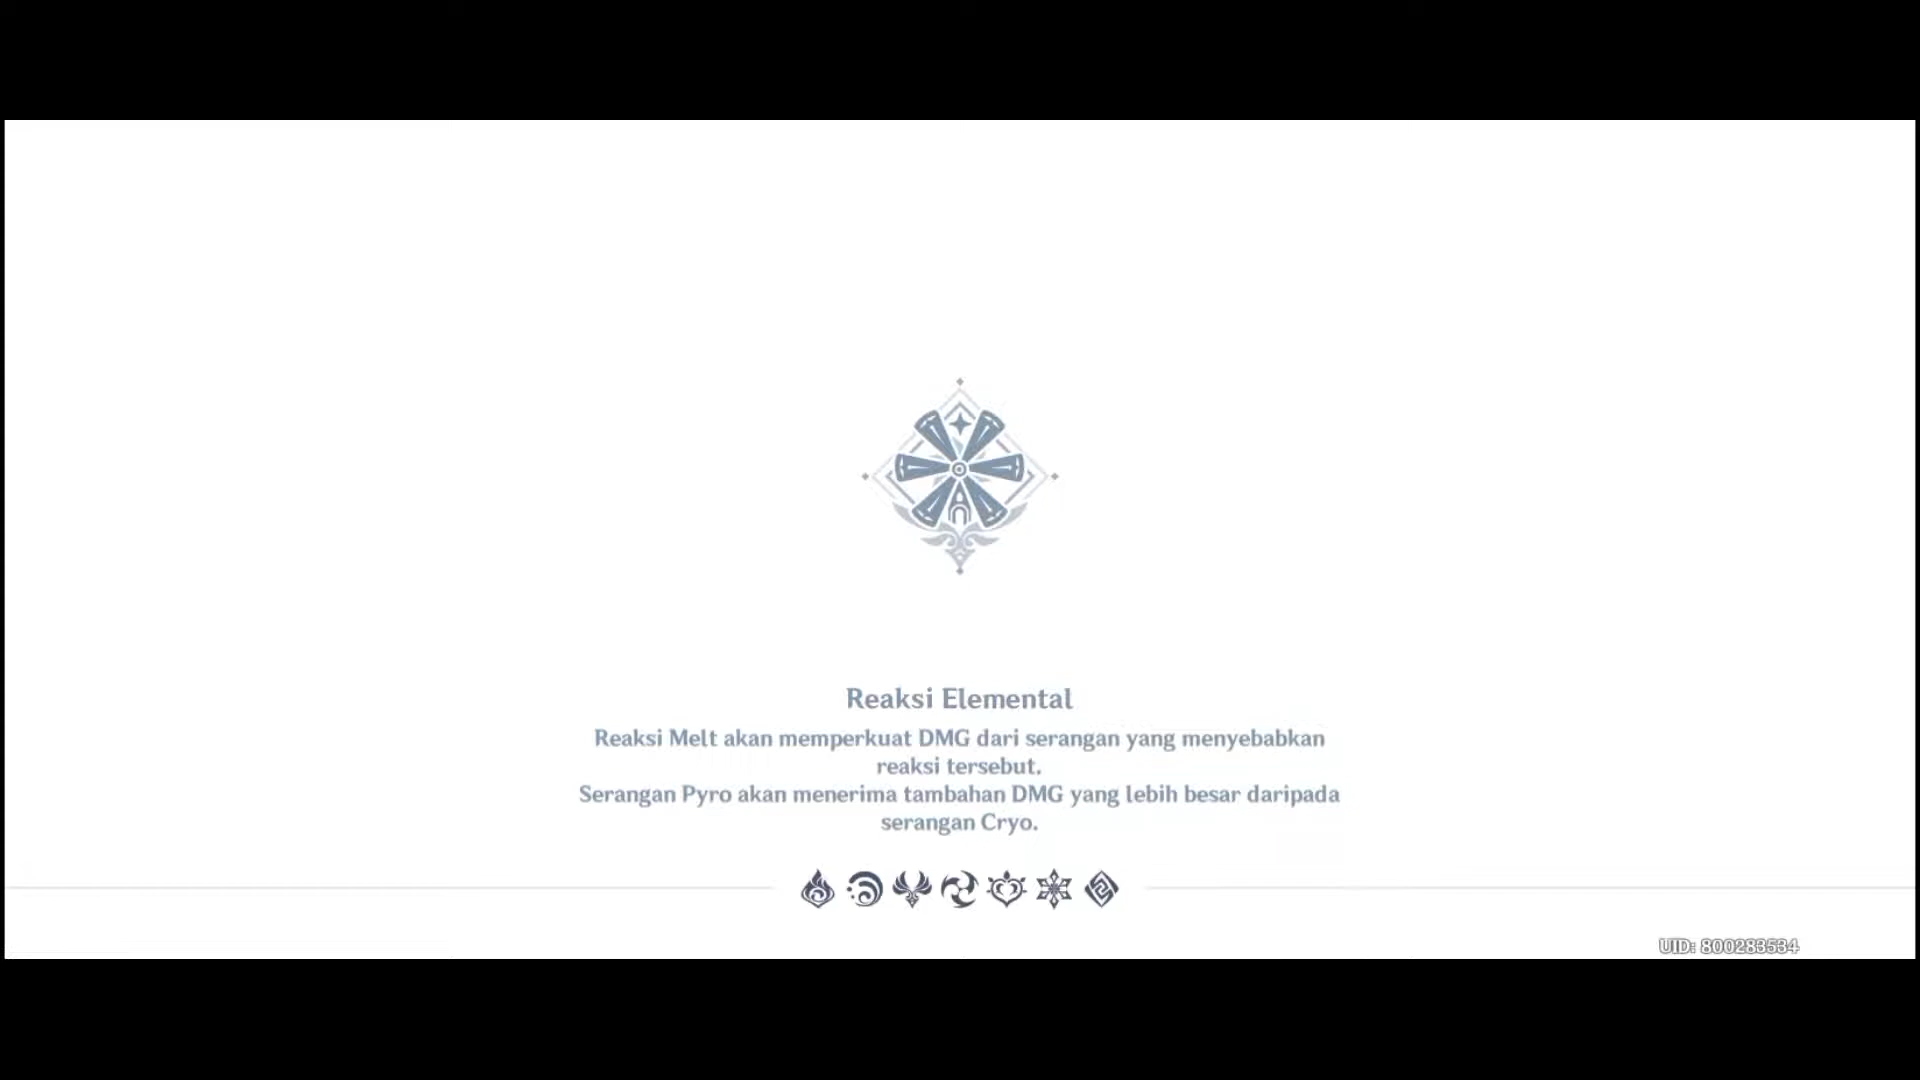 Reaksi Elemental
Reaksi Melt akan memperkuat DMG dari serangan yang menyebabkan
reaksi tersebut.
Serangan Pyro akan menerima tambahan DMG yang lebih besar daripada
serangan Cryo.
UID: 800283534